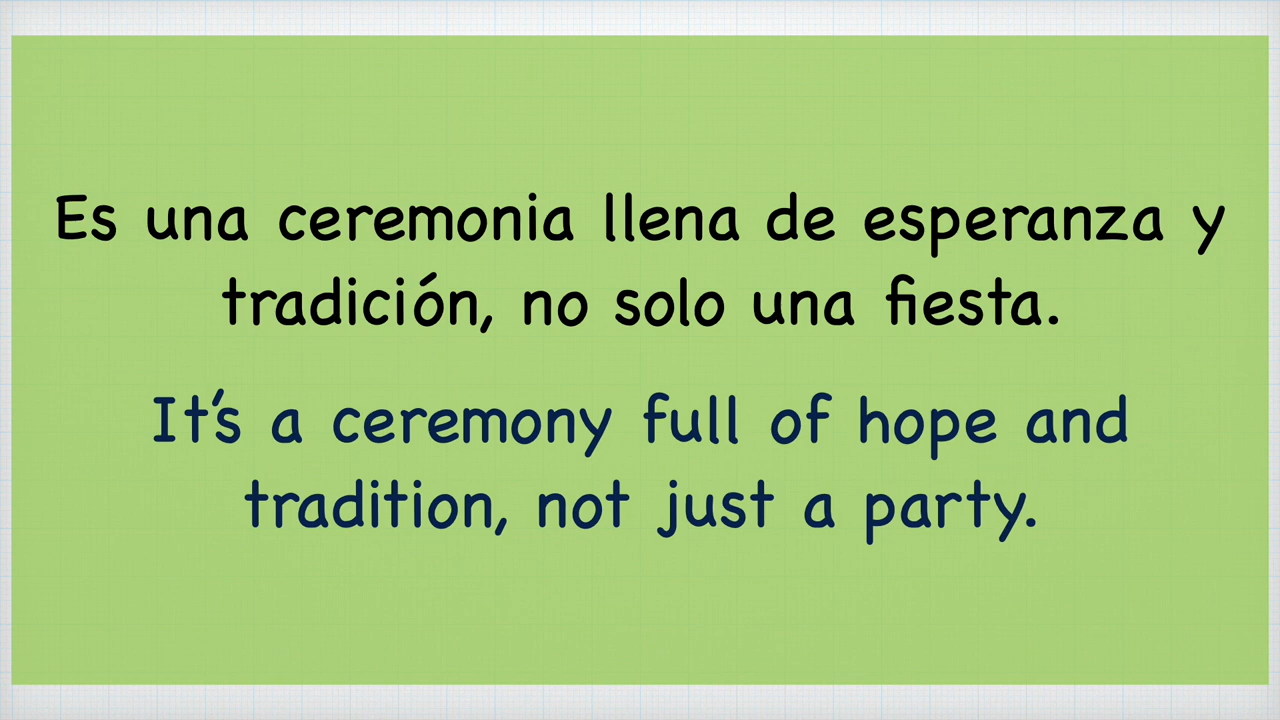 Es una ceremonia llena de esperanza y
tradición, no solo una fiesta.
It's a ceremony full of hope and
tradition, not just a party.